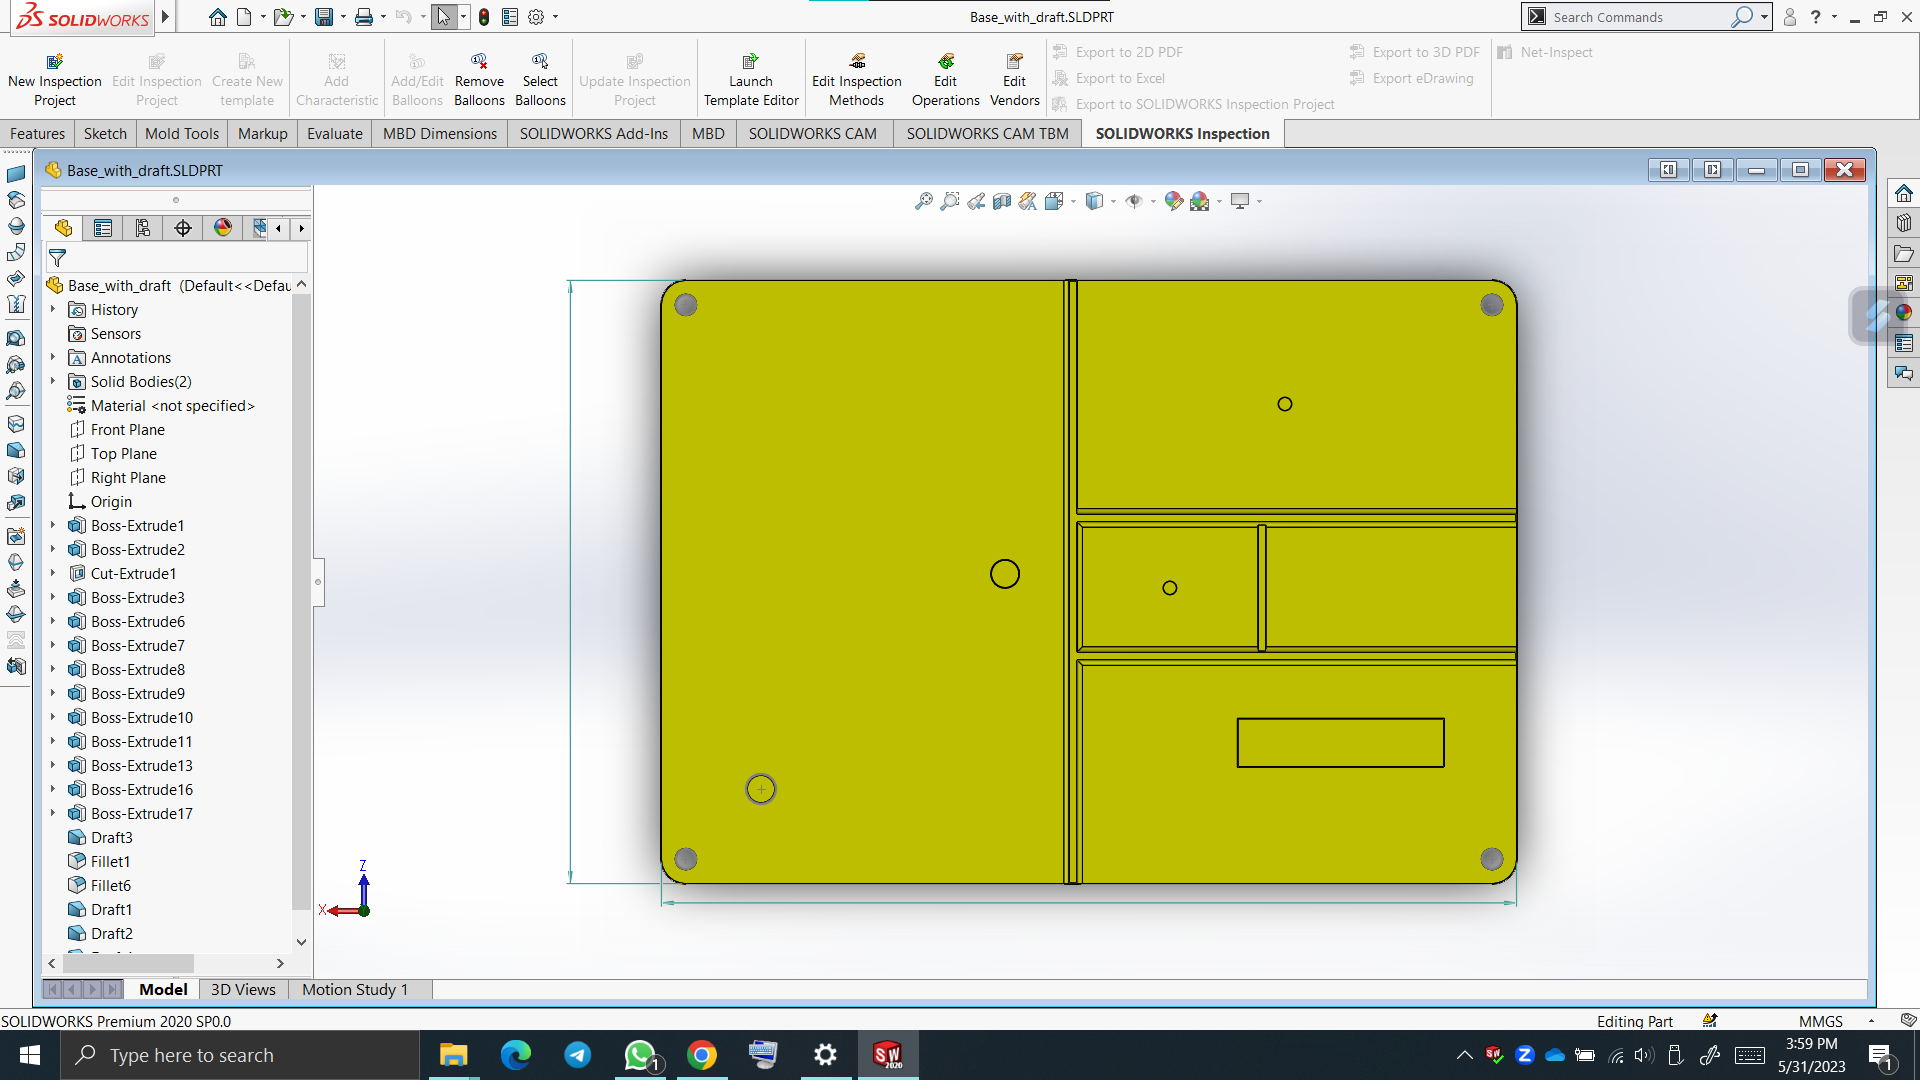 SOLIDWORKS
Base_with_draft.SLDPRT
Search Commands
New Inspection Project
Edit Inspection Project
Create New template
Add Characteristic
Add/Edit Balloons
Remove Balloons
Select Balloons
Update Inspection Project
Launch Template Editor
Edit Inspection Methods
Edit Operations
Edit Vendors
Export to 2D PDF
Export to Excel
Export to SOLIDWORKS Inspection Project
Export to 3D PDF
Export eDrawing
Net-Inspect
Features
Sketch
Mold Tools
Markup
Evaluate
MBD Dimensions
SOLIDWORKS Add-Ins
MBD
SOLIDWORKS CAM
SOLIDWORKS CAM TBM
SOLIDWORKS Inspection
Base_with_draft.SLDPRT
Base_with_draft (Default<<Defau
History
Sensors
Annotations
Solid Bodies(2)
Material <not specified>
Front Plane
Top Plane
Right Plane
Origin
Boss-Extrude1
Boss-Extrude2
Cut-Extrude1
Boss-Extrude3
Boss-Extrude6
Boss-Extrude7
Boss-Extrude8
Boss-Extrude9
Boss-Extrude10
Boss-Extrude11
Boss-Extrude13
Boss-Extrude16
Boss-Extrude17
Draft3
Fillet1
Fillet6
Draft1
Draft2
Z
X
Model
3D Views
Motion Study 1
SOLIDWORKS Premium 2020 SP0.0
Editing Part
MMGS
Type here to search
1
SW
2020
3:59 PM
5/31/2023
1